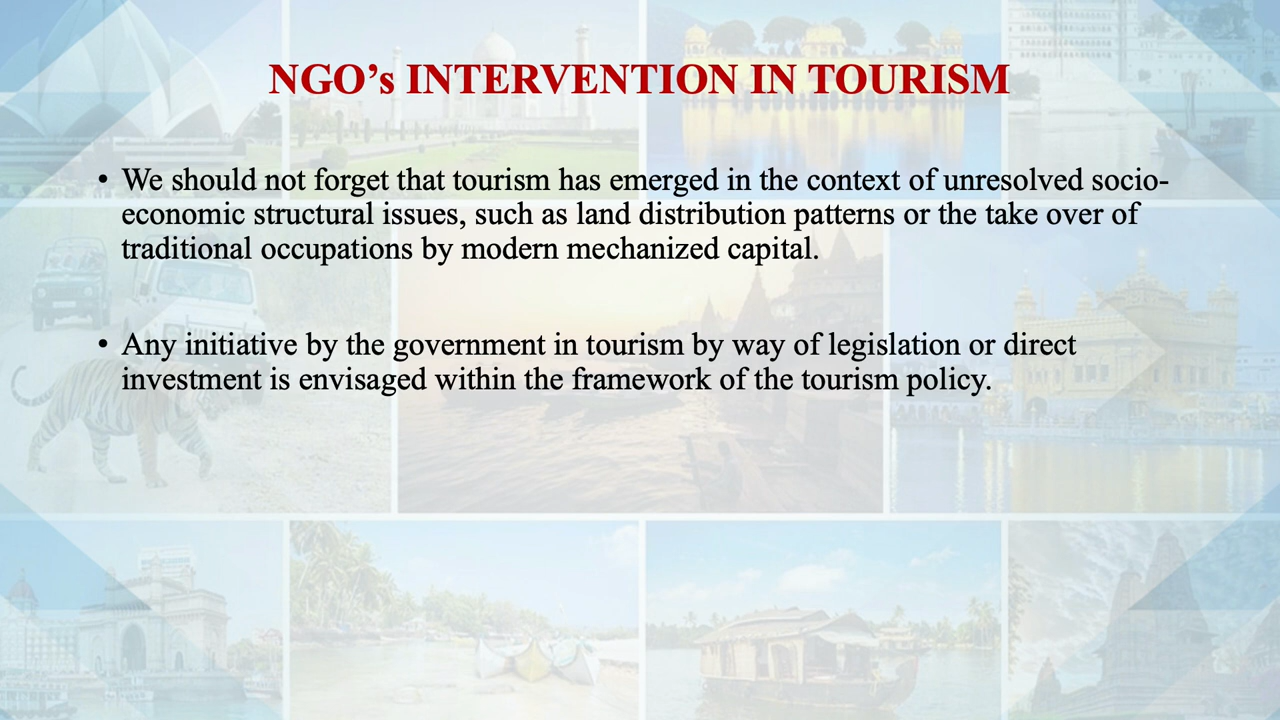 NGO’s INTERVENTION IN TOURISM
• We should not forget that tourism has emerged in the context of unresolved socio-
economic structural issues, such as land distribution patterns or the take over of
traditional occupations by modern mechanized capital.
• Any initiative by the government in tourism by way of legislation or direct
investment is envisaged within the framework of the tourism policy.